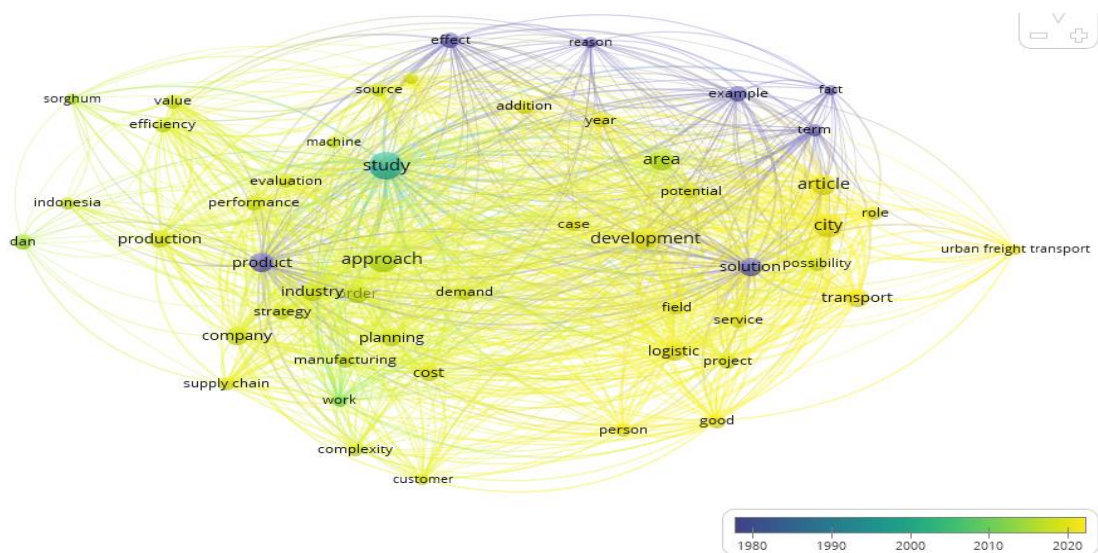 effect
reason
sorghum
value
source
addition
example
fact
efficiency
machine
year
term
study
area
evaluation
potential
article
indonesia
performance
case
role
dan
production
development
city
urban freight transport
product
approach
solution
possibility
industry
order
demand
transport
strategy
field
service
company
planning
manufacturing
logistic
project
supply chain
cost
work
person
good
complexity
customer
1980 1990 2000 2010 2020